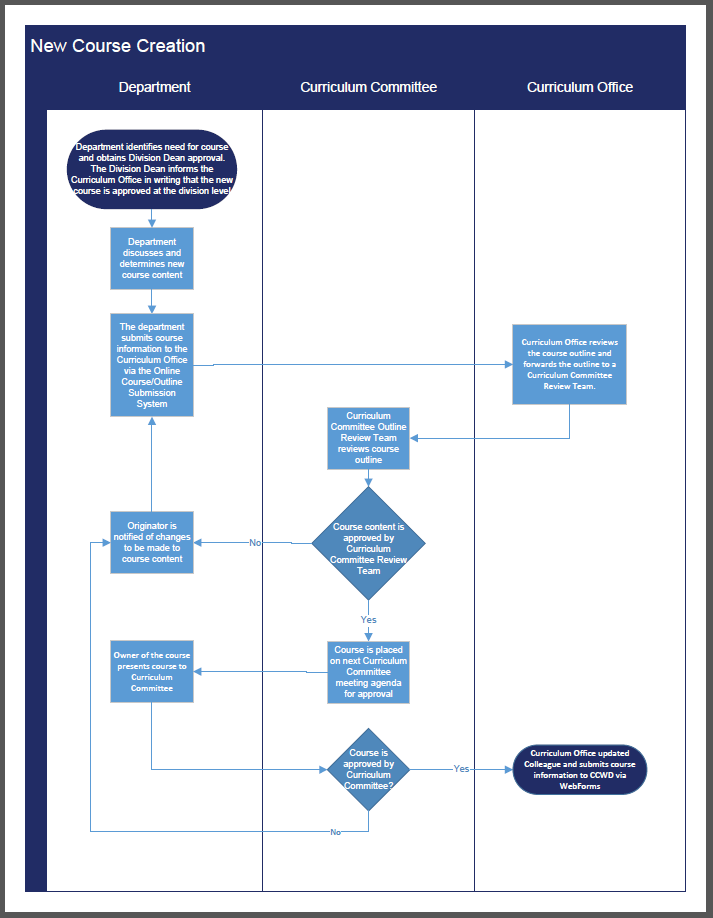 New Course Creation
Department
Curriculum Committee
Curriculum Office
Department identifies need for course
and obtains Division Dean approval.
The Division Dean informs the
Curriculum Office in writing that the new
course is approved at the division level
Department
discusses and
determines new
course content
The department
submits course
information to the
Curriculum Office
via the Online
Course/Outline
Submission
System
Curriculum Office reviews
the course outline and
forwards the outline to a
Curriculum Committee
Review Team.
Curriculum
Committee Outline
Review Team
reviews course
outline
Course content is
approved by
Curriculum
Committee Review
Team
No
Originator is
notified of changes
to be made to
course content
Yes
Course is placed
on next Curriculum
Committee
meeting agenda
for approval
Owner of the course
presents course to
Curriculum
Committee
Course is
approved by
Curriculum
Committee?
Yes
Curriculum Office updated
Colleague and submits course
information to CCWD via
WebForms
No